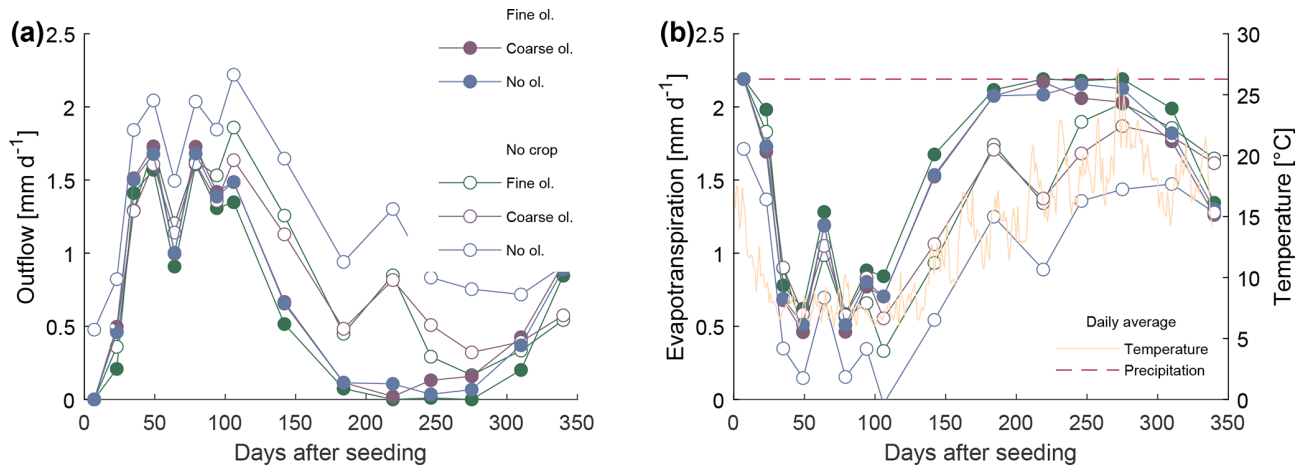 (a)
2.5
2
1.5
1
0.5
0
Outflow [mm d⁻¹]
0 50 100 150 200 250 300 350
Days after seeding
Fine ol.
Coarse ol.
No ol.
No crop
Fine ol.
Coarse ol.
No ol.
(b)
2.5
2
1.5
1
0.5
0
Evapotranspiration [mm d⁻¹]
0 50 100 150 200 250 300 350
Days after seeding
30
25
20
15
10
5
0
Temperature [°C]
Daily average
Temperature
Precipitation